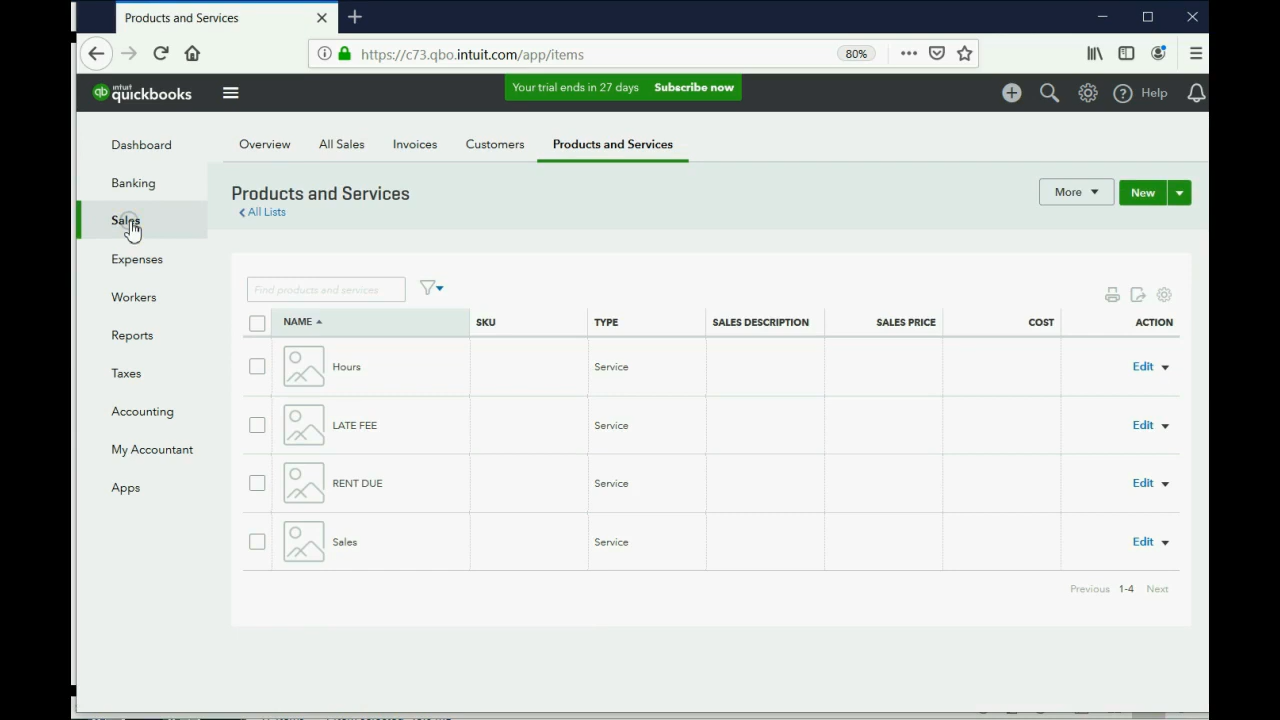 Products and Services
https://c73.qbo.intuit.com/app/items
80%
qb intuit quickbooks
Your trial ends in 27 days Subscribe now
Help
Dashboard
Banking
Sales
Expenses
Workers
Reports
Taxes
Accounting
My Accountant
Apps
Overview All Sales Invoices Customers Products and Services
Products and Services
All Lists
More New
Find products and services
NAME SKU TYPE SALES DESCRIPTION SALES PRICE COST ACTION
Hours Service Edit
LATE FEE Service Edit
RENT DUE Service Edit
Sales Service Edit
Previous 1-4 Next